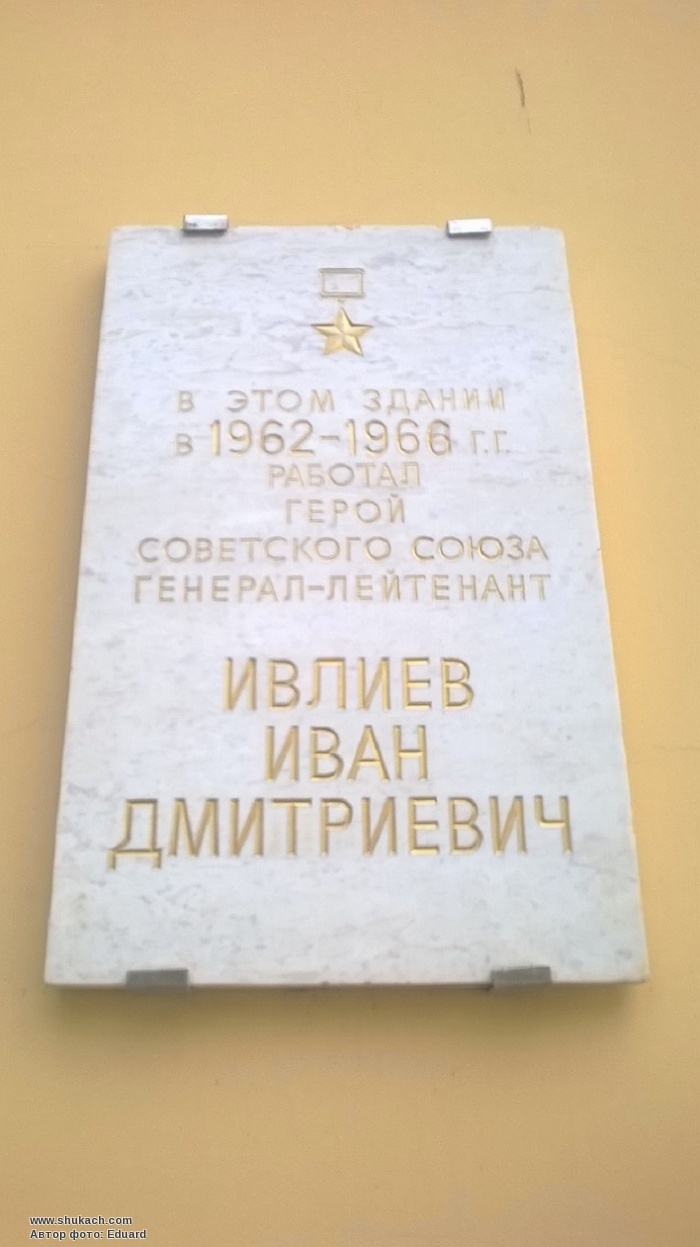 В ЭТОМ ЗДАНИИ
В 1962-1966 Г.Г.
РАБОТАЛ
ГЕРОЙ
СОВЕТСКОГО СОЮЗА
ГЕНЕРАЛ-ЛЕЙТЕНАНТ
ИВЛИЕВ
ИВАН
ДМИТРИЕВИЧ
www.shukach.com
Автор фото: Eduard